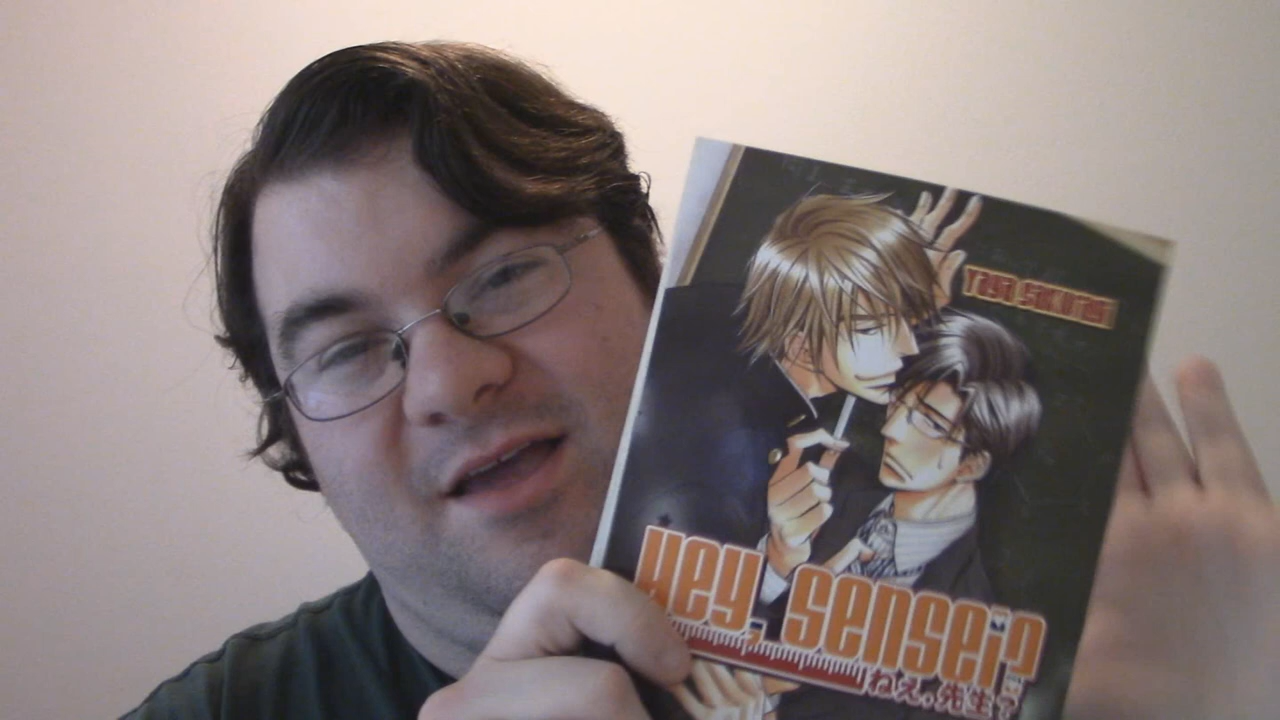 Yaya Sakuragi
Hey, Sensei?
ねえ、先生?